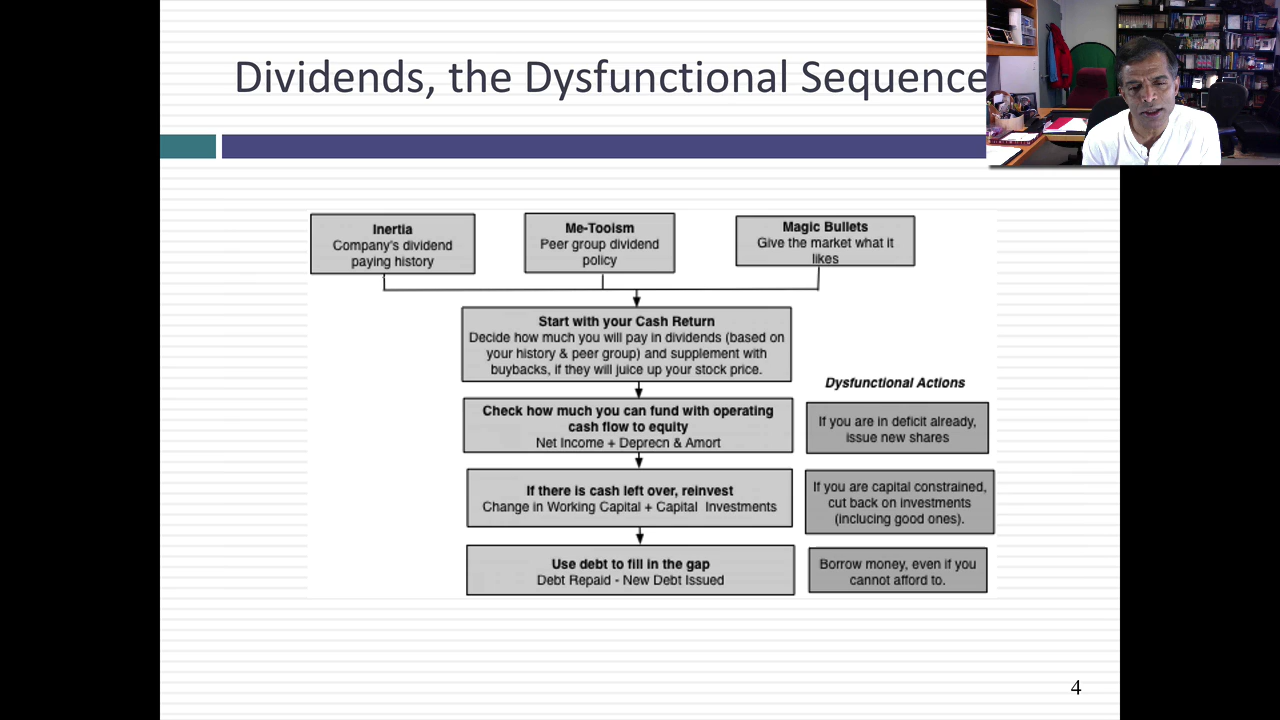 Dividends, the Dysfunctional Sequence
Inertia
Company's dividend
paying history
Me-Tooism
Peer group dividend
policy
Magic Bullets
Give the market what it
likes
Start with your Cash Return
Decide how much you will pay in dividends (based on
your history & peer group) and supplement with
buybacks, if they will juice up your stock price.
Dysfunctional Actions
Check how much you can fund with operating
cash flow to equity
Net Income + Deprecn & Amort
If you are in deficit already,
issue new shares
If there is cash left over, reinvest
Change in Working Capital + Capital Investments
If you are capital constrained,
cut back on investments
(inclucing good ones).
Use debt to fill in the gap
Debt Repaid - New Debt Issued
Borrow money, even if you
cannot afford to.
4